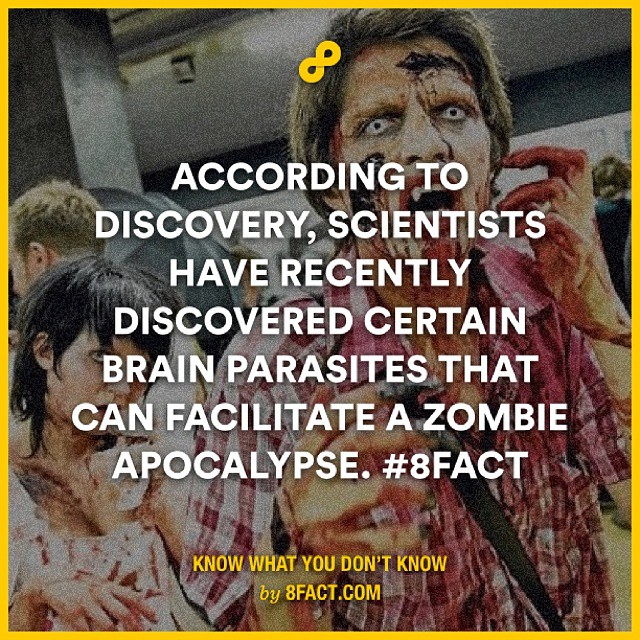 ACCORDING TO
DISCOVERY, SCIENTISTS
HAVE RECENTLY
DISCOVERED CERTAIN
BRAIN PARASITES THAT
CAN FACILITATE A ZOMBIE
APOCALYPSE. #8FACT
KNOW WHAT YOU DON'T KNOW
by 8FACT.COM